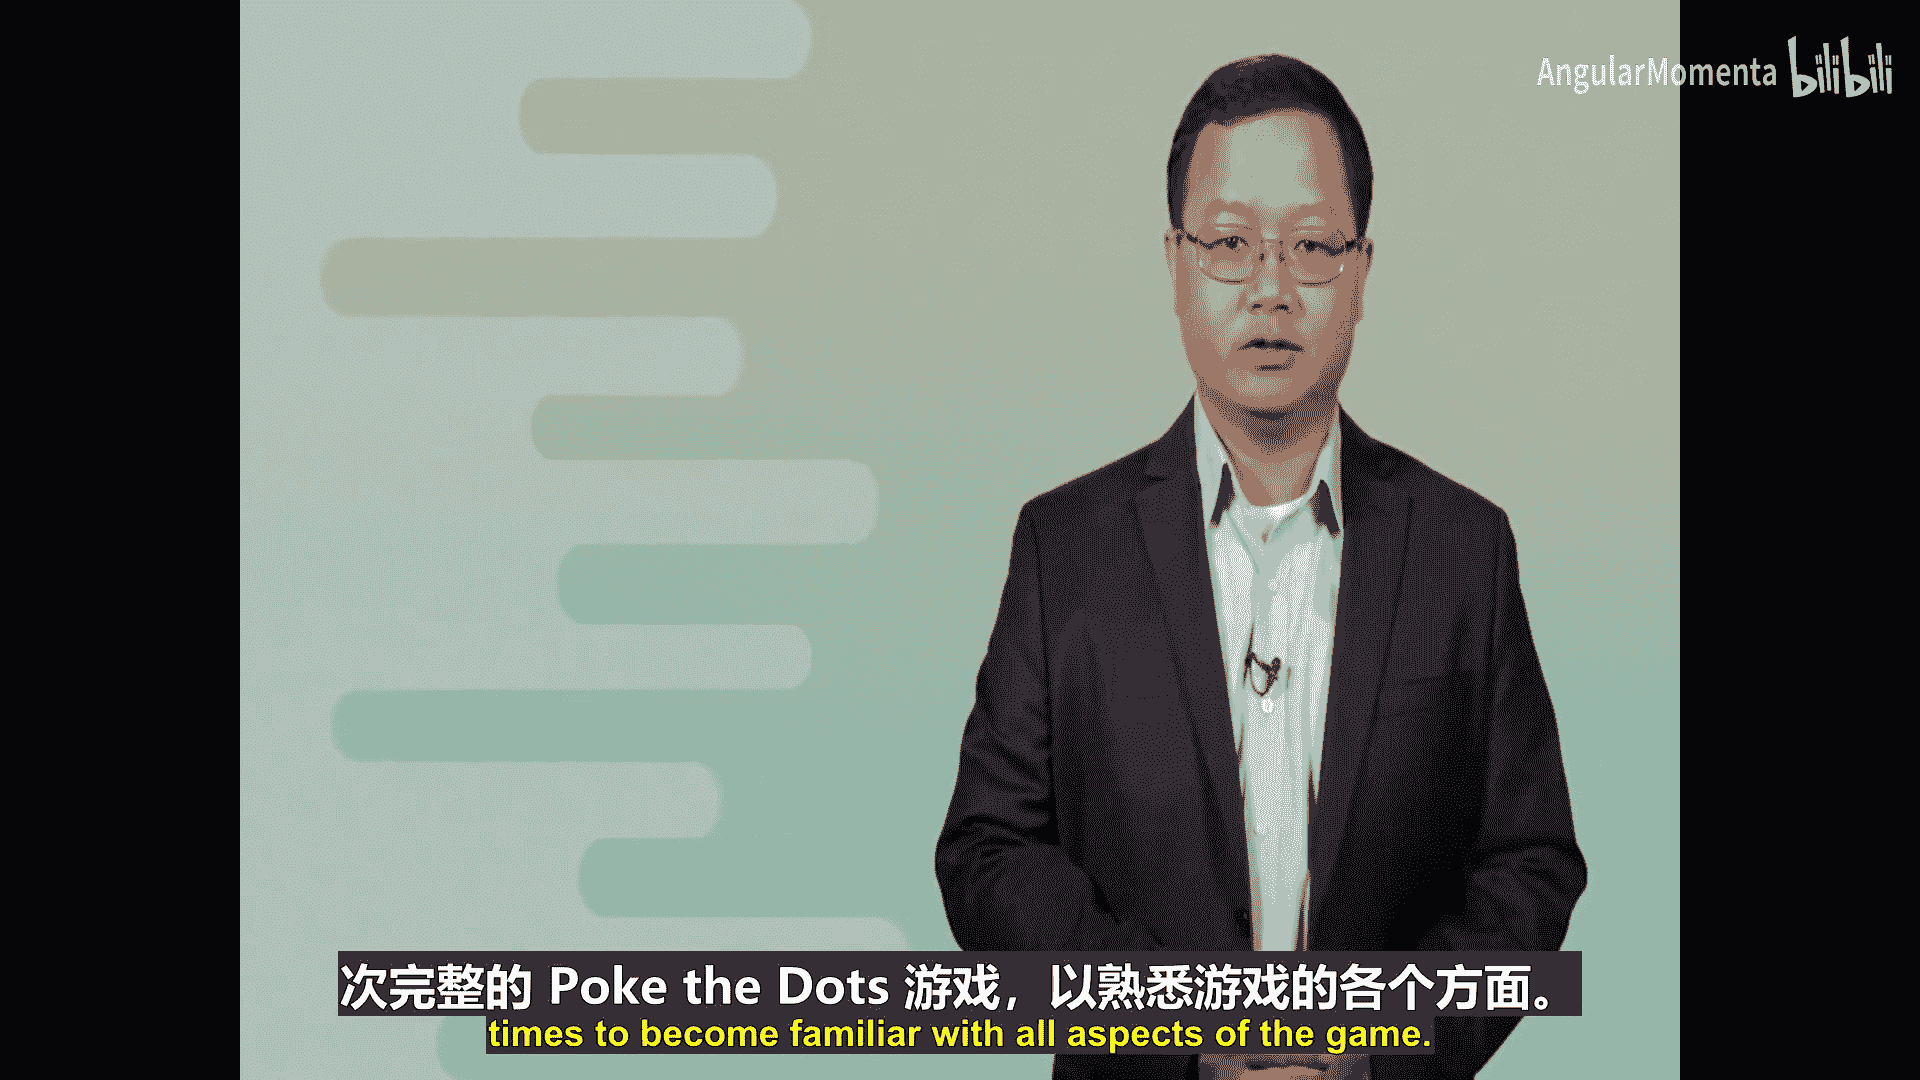 AngularMomenta bilibili
次完整的 Poke the Dots 游戏，以熟悉游戏的各个方面。
times to become familiar with all aspects of the game.